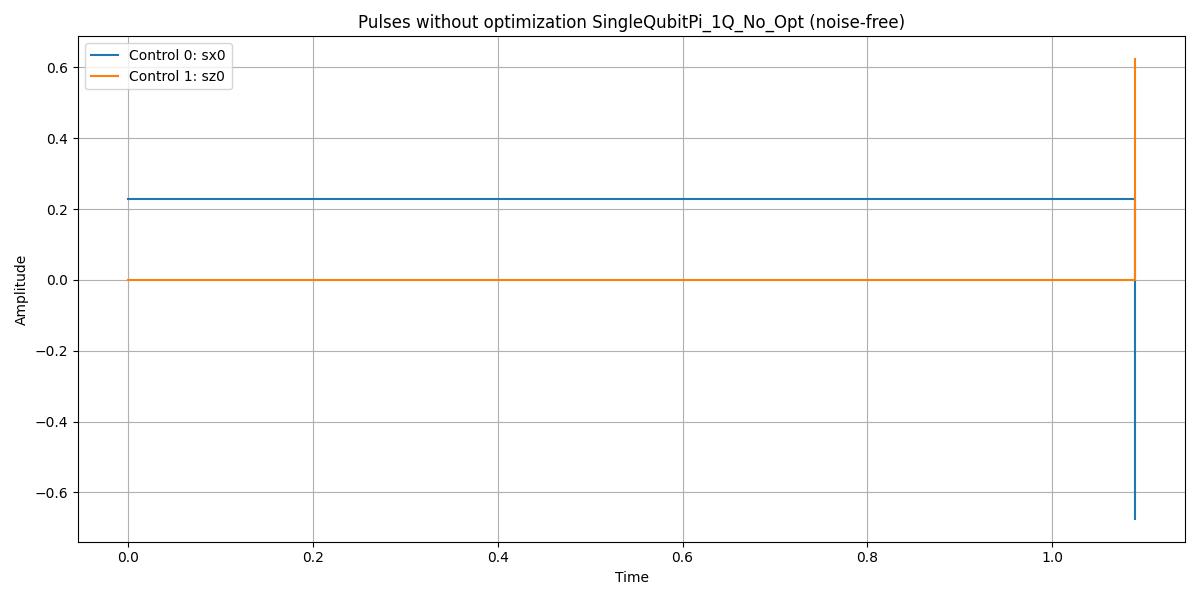 Pulses without optimization SingleQubitPi_1Q_No_Opt (noise-free)
Control 0: sx0
Control 1: sz0
Amplitude
0.6
0.4
0.2
0.0
−0.2
−0.4
−0.6
0.0 0.2 0.4 0.6 0.8 1.0
Time